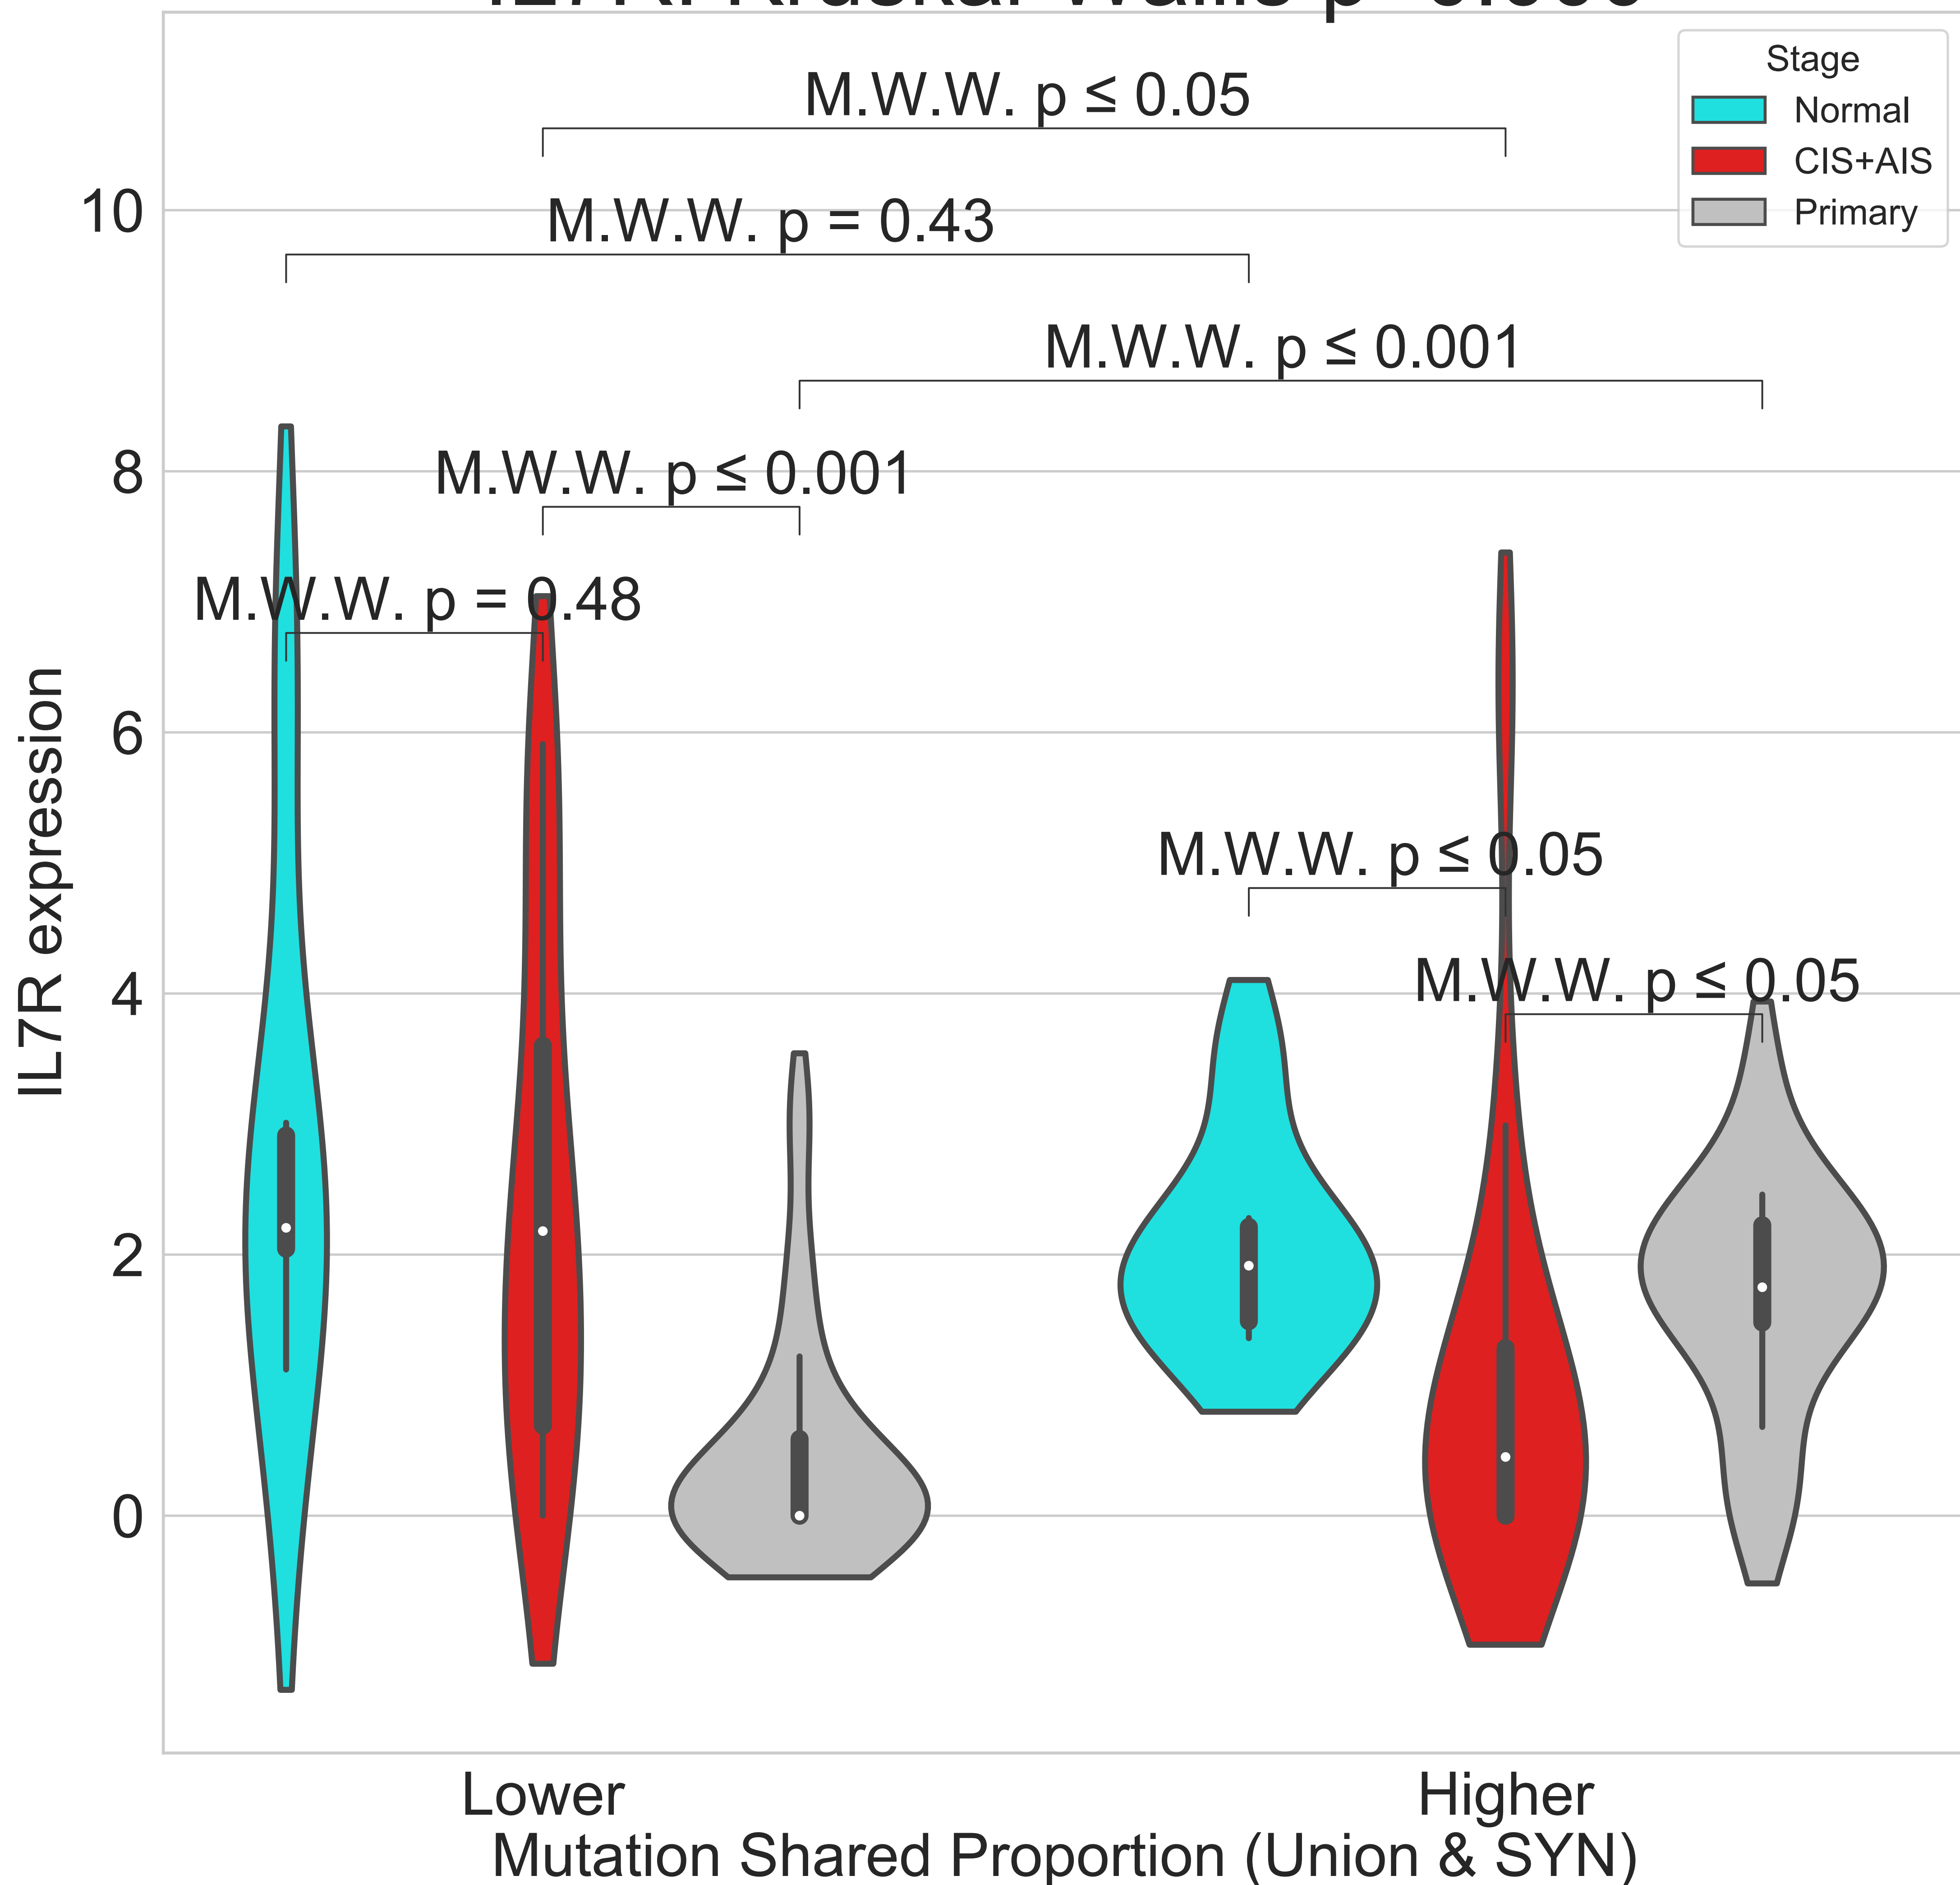 Stage
Normal
CIS+AIS
Primary
M.W.W. p ≤ 0.05
10
M.W.W. p = 0.43
M.W.W. p ≤ 0.001
8
M.W.W. p ≤ 0.001
M.W.W. p = 0.48
6
M.W.W. p ≤ 0.05
4
M.W.W. p ≤ 0.05
2
0
IL7R expression
Lower
Higher
Mutation Shared Proportion (Union & SYN)